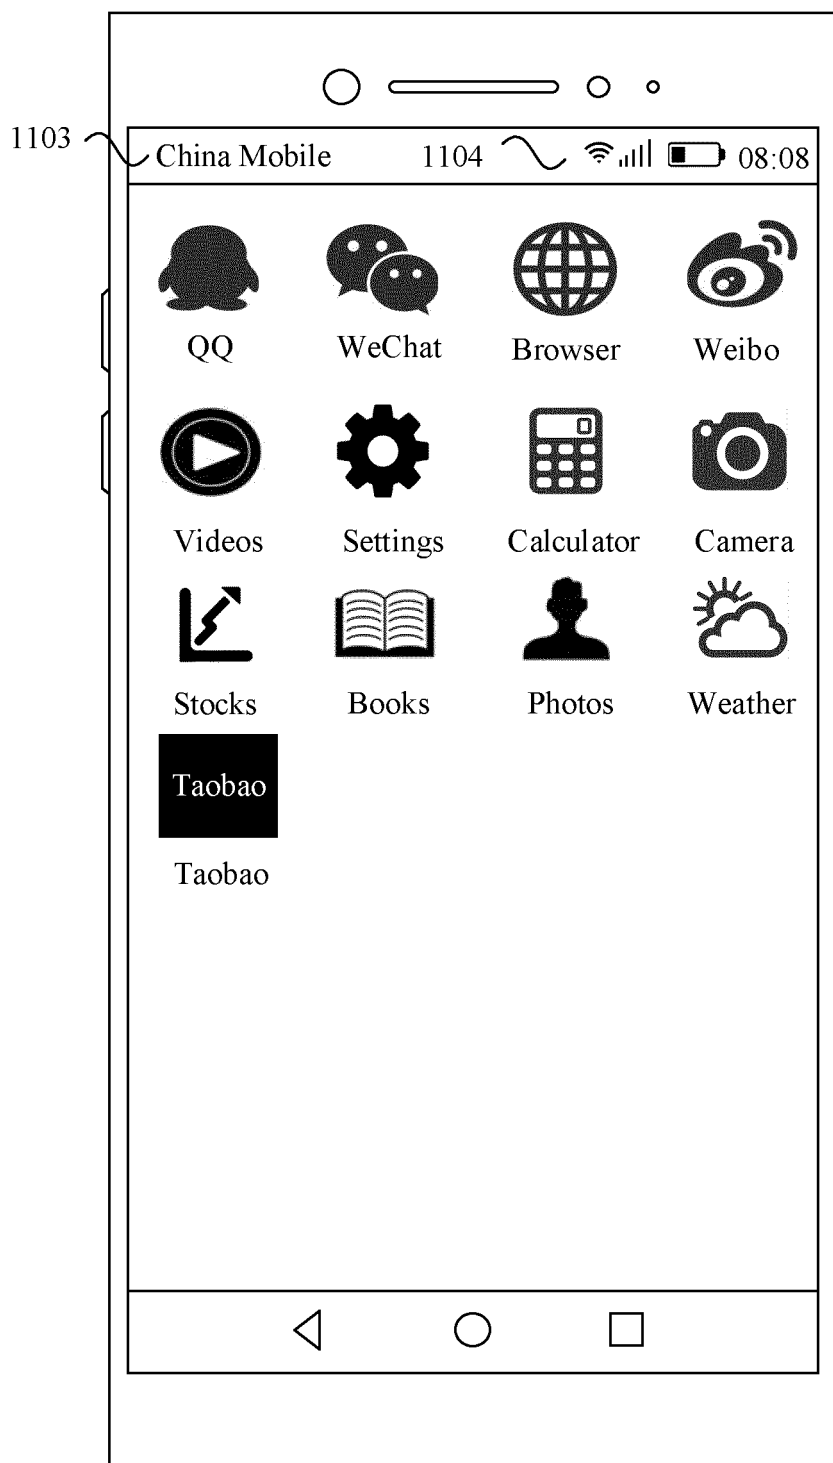 1103
China Mobile 1104 08:08
QQ WeChat Browser Weibo
0
Videos Settings Calculator Camera
Stocks Books Photos Weather
Taobao
Taobao